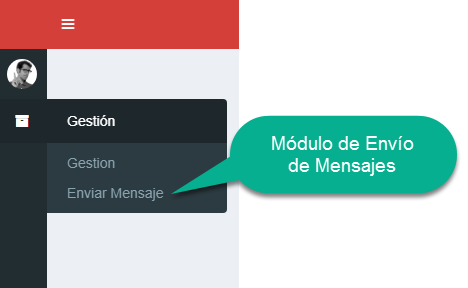 Gestión
Gestion
Enviar Mensaje
Módulo de Envío
de Mensajes